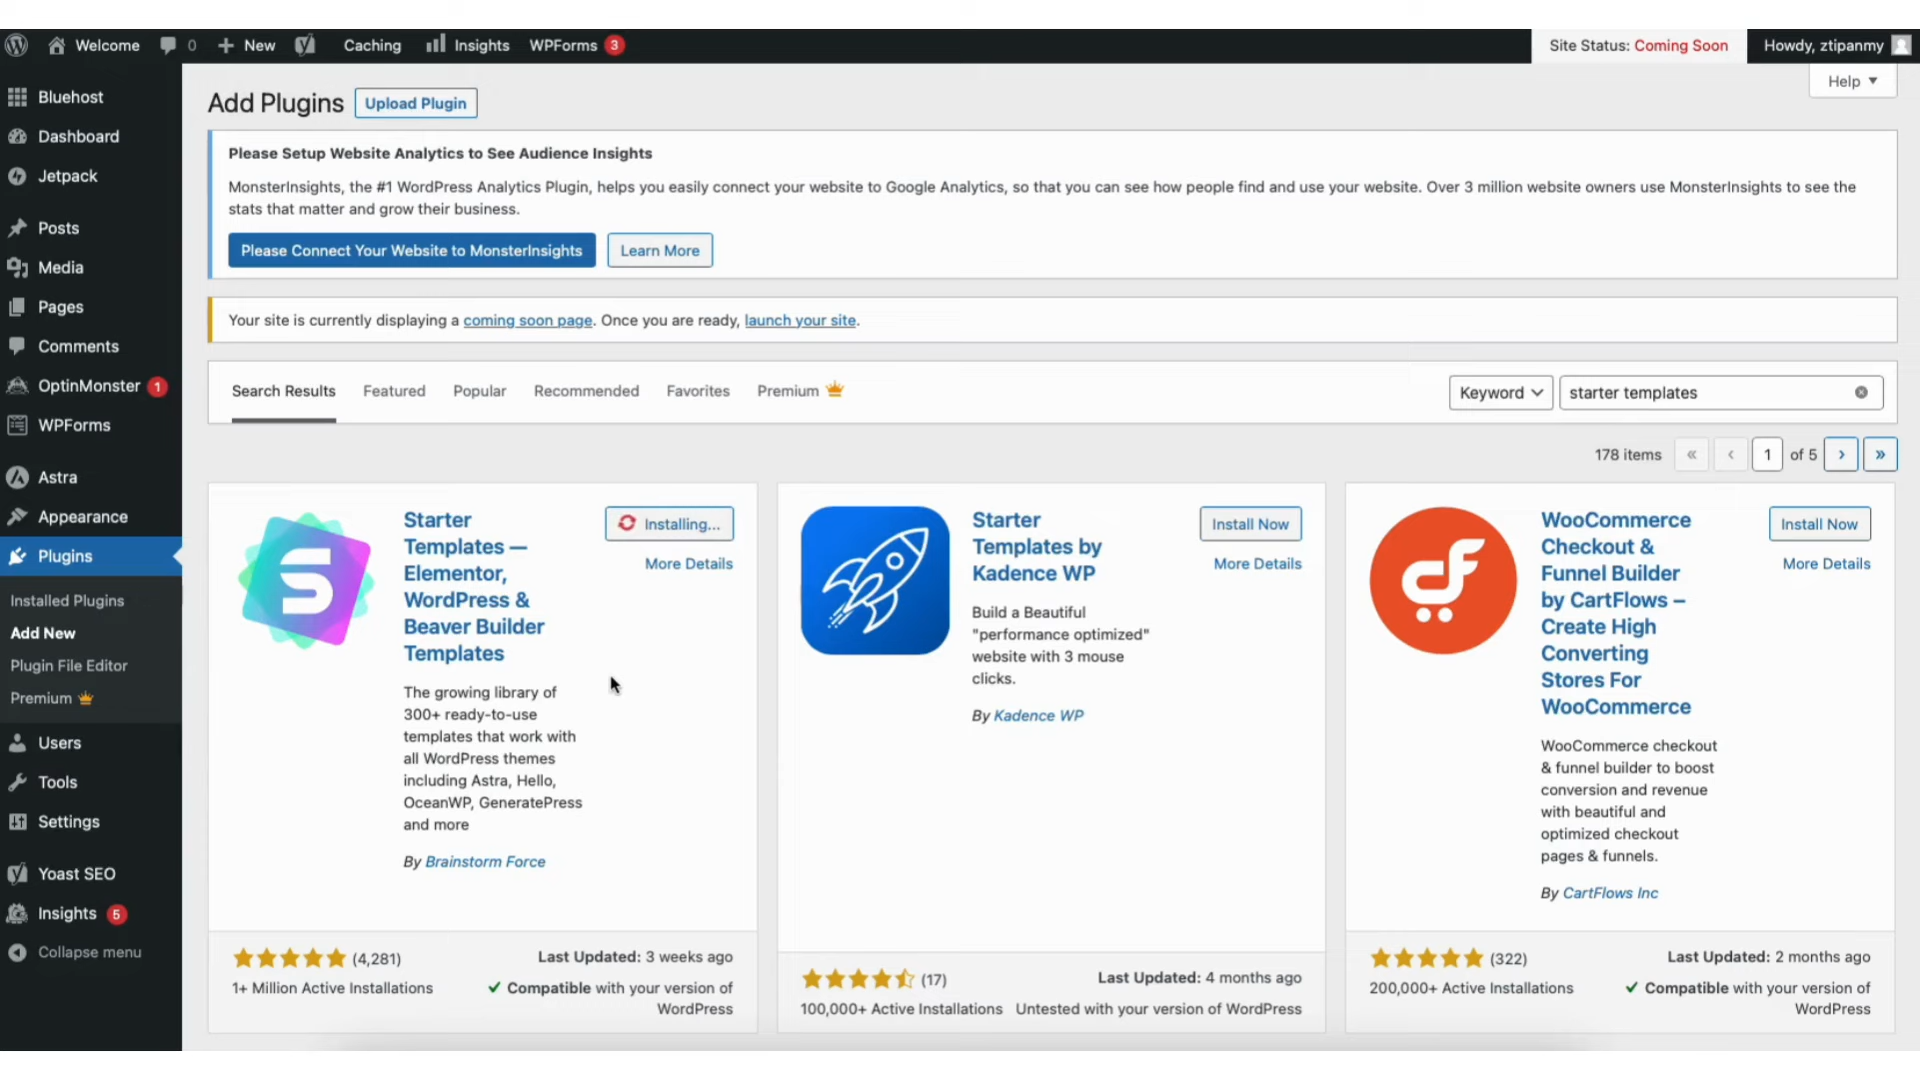 Welcome 0 New Caching Insights WPForms 3 Site Status: Coming Soon Howdy, ztipanmy
Help
Bluehost
Dashboard
Jetpack
Posts
Media
Pages
Comments
OptinMonster 1
WPForms
Astra
Appearance
Plugins
Installed Plugins
Add New
Plugin File Editor
Premium
Users
Tools
Settings
Yoast SEO
Insights 5
Collapse menu
Add Plugins Upload Plugin
Please Setup Website Analytics to See Audience Insights
MonsterInsights, the #1 WordPress Analytics Plugin, helps you easily connect your website to Google Analytics, so that you can see how people find and use your website. Over 3 million website owners use MonsterInsights to see the
stats that matter and grow their business.
Please Connect Your Website to MonsterInsights Learn More
Your site is currently displaying a coming soon page. Once you are ready, launch your site.
Search Results Featured Popular Recommended Favorites Premium Keyword starter templates
178 items « ‹ 1 of 5 › »
Starter
Templates —
Elementor,
WordPress &
Beaver Builder
Templates
Installing...
More Details
The growing library of
300+ ready-to-use
templates that work with
all WordPress themes
including Astra, Hello,
OceanWP, GeneratePress
and more
By Brainstorm Force
(4,281)
1+ Million Active Installations
Last Updated: 3 weeks ago
Compatible with your version of
WordPress
Starter
Templates by
Kadence WP
Install Now
More Details
Build a Beautiful
"performance optimized"
website with 3 mouse
clicks.
By Kadence WP
(17)
100,000+ Active Installations
Last Updated: 4 months ago
Untested with your version of WordPress
WooCommerce
Checkout &
Funnel Builder
by CartFlows –
Create High
Converting
Stores For
WooCommerce
Install Now
More Details
WooCommerce checkout
& funnel builder to boost
conversion and revenue
with beautiful and
optimized checkout
pages & funnels.
By CartFlows Inc
(322)
200,000+ Active Installations
Last Updated: 2 months ago
Compatible with your version of
WordPress